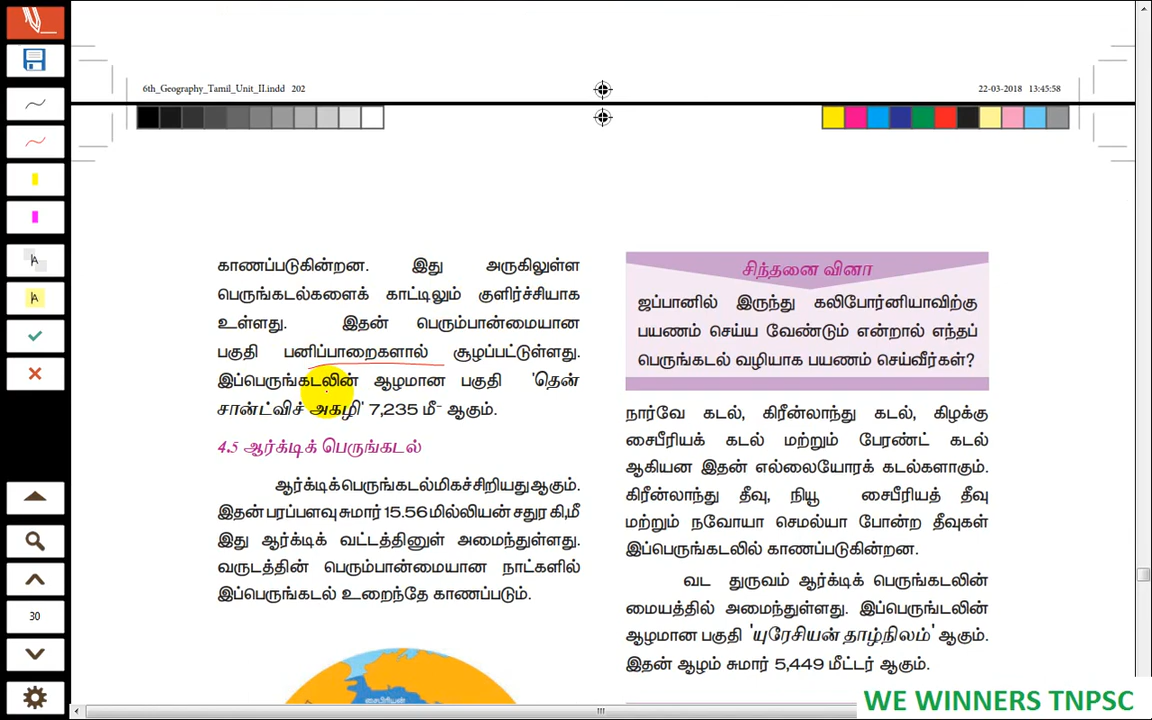 6th_Geography_Tamil_Unit_II.indd 202
22-03-2018 13:45:58
காணப்படுகின்றன. இது அருகிலுள்ள
பெருங்கடல்களைக் காட்டிலும் குளிர்ச்சியாக
உள்ளது. இதன் பெரும்பான்மையான
பகுதி பனிப்பாறைகளால் சூழப்பட்டுள்ளது.
இப்பெருங்கடலின் ஆழமான பகுதி 'தென்
சான்ட்விச் அகழி' 7,235 மீ- ஆகும்.
4.5 ஆர்க்டிக் பெருங்கடல்
ஆர்க்டிக் பெருங்கடல் மிகச் சிறியது ஆகும்.
இதன் பரப்பளவு சுமார் 15.56 மில்லியன் சதுர கி,மீ
இது ஆர்க்டிக் வட்டத்தினுள் அமைந்துள்ளது.
வருடத்தின் பெரும்பான்மையான நாட்களில்
இப்பெருங்கடல் உறைந்தே காணப்படும்.
சைபீரியன்
சிந்தனை வினா
ஜப்பானில் இருந்து கலிபோர்னியாவிற்கு
பயணம் செய்ய வேண்டும் என்றால் எந்தப்
பெருங்கடல் வழியாக பயணம் செய்வீர்கள்?
நார்வே கடல், கிரீன்லாந்து கடல், கிழக்கு
சைபீரியக் கடல் மற்றும் பேரண்ட் கடல்
ஆகியன இதன் எல்லையோரக் கடல்களாகும்.
கிரீன்லாந்து தீவு, நியூ சைபீரியத் தீவு
மற்றும் நவோயா செமல்யா போன்ற தீவுகள்
இப்பெருங்கடலில் காணப்படுகின்றன.
வட துருவம் ஆர்க்டிக் பெருங்கடலின்
மையத்தில் அமைந்துள்ளது. இப்பெருங்டலின்
ஆழமான பகுதி 'யுரேசியன் தாழ்நிலம்' ஆகும்.
இதன் ஆழம் சுமார் 5,449 மீட்டர் ஆகும்.
30
WE WINNERS TNPSC